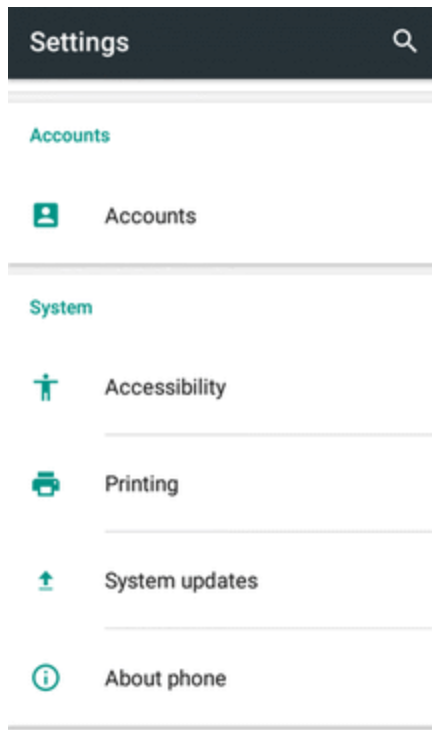 Settings
Accounts
Accounts
System
Accessibility
Printing
System updates
About phone